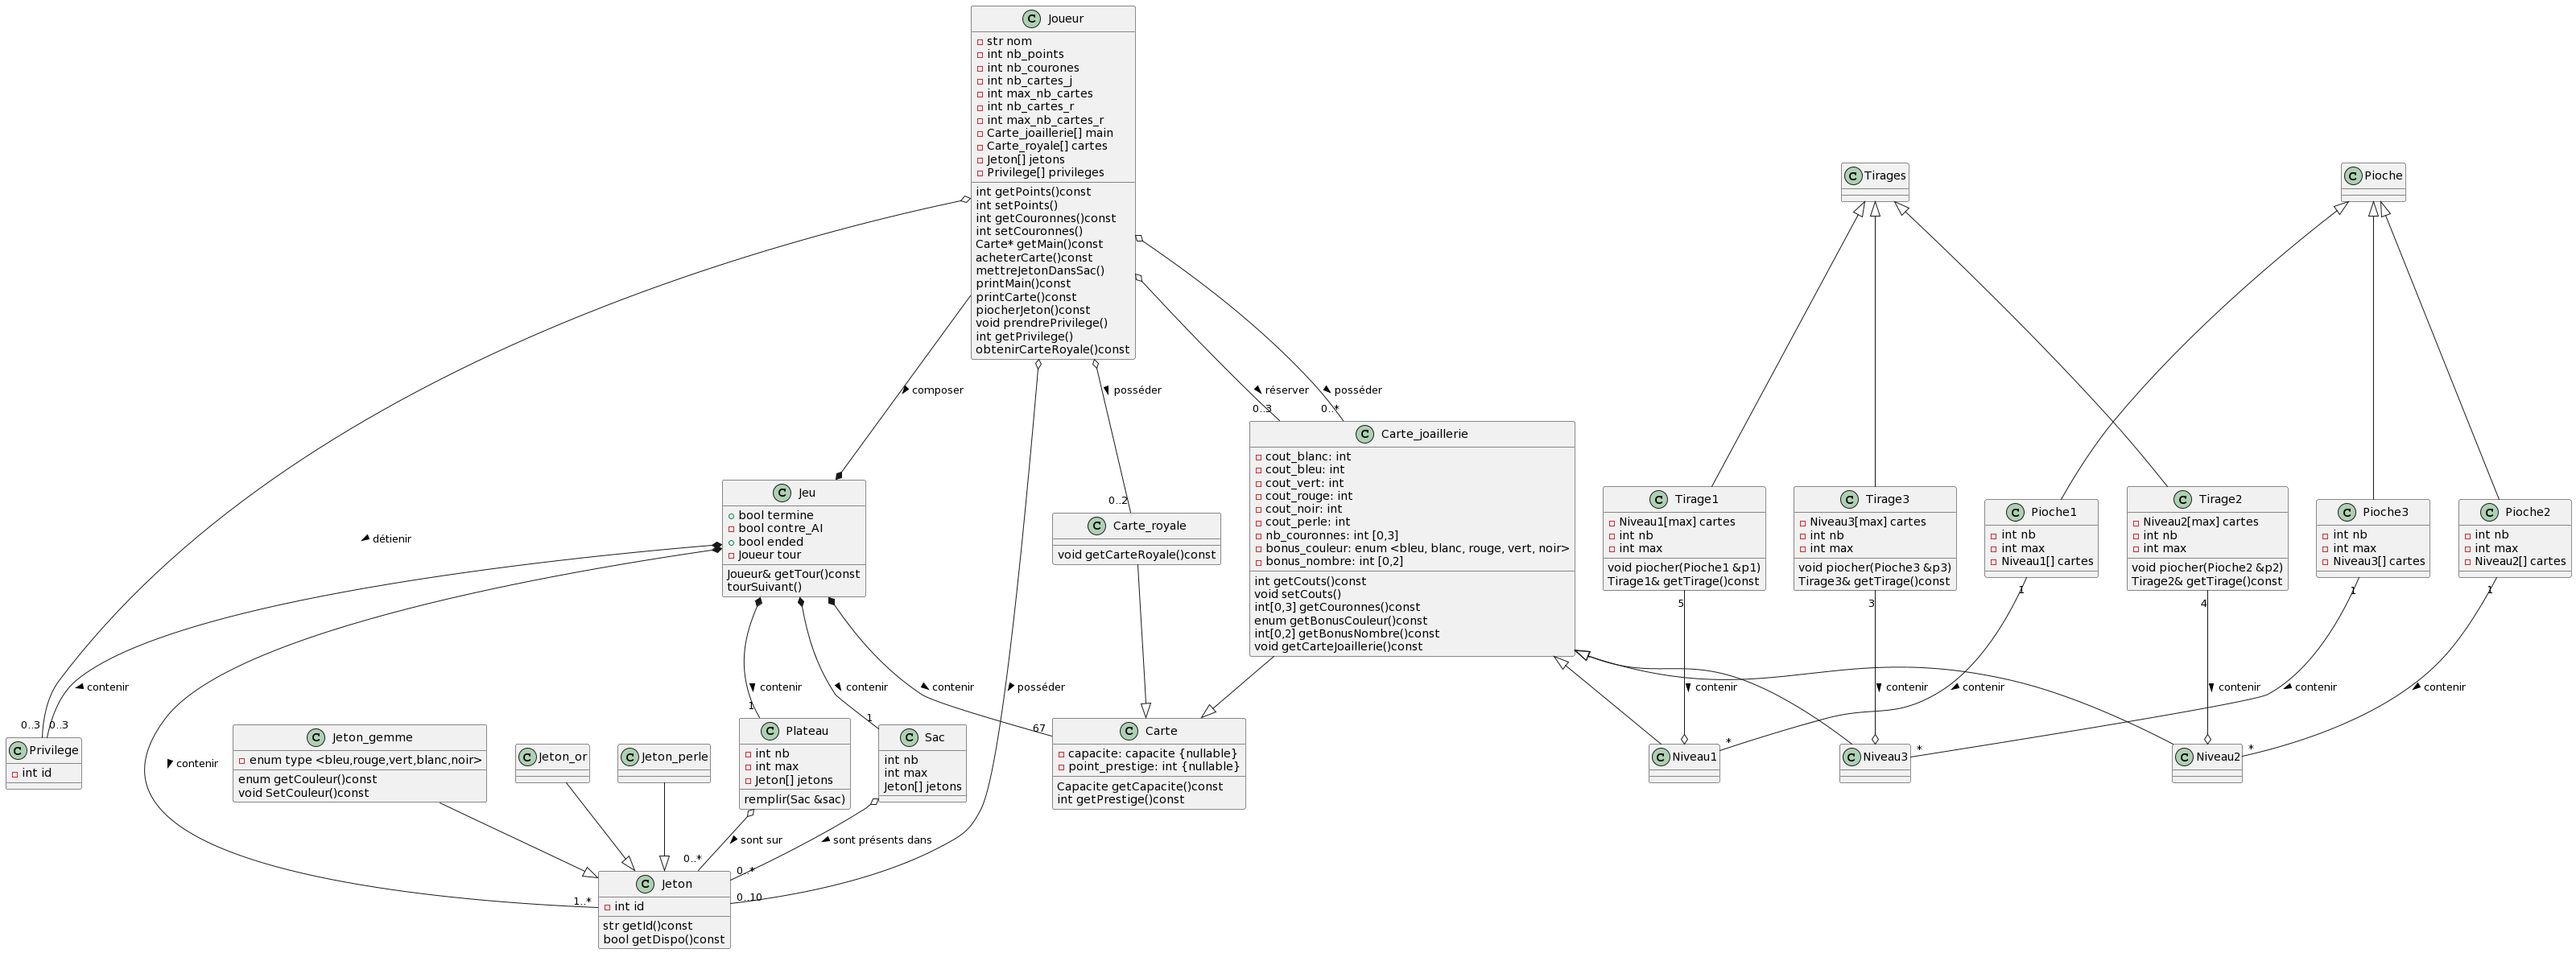 C Joueur
str nom
int nb_points
int nb_courones
int nb_cartes_j
int max_nb_cartes
int nb_cartes_r
int max_nb_cartes_r
Carte_joaillerie[] main
Carte_royale[] cartes
Jeton[] jetons
Privilege[] privileges
int getPoints()const
int setPoints()
int getCouronnes()const
int setCouronnes()
Carte* getMain()const
acheterCarte()const
mettreJetonDansSac()
printMain()const
printCarte()const
piocherJeton()const
void prendrePrivilege()
int getPrivilege()
obtenirCarteRoyale()const
C Tirages
C Pioche
composer
posséder
réserver
posséder
0..3
0..*
0..2
C Carte_joaillerie
cout_blanc: int
cout_bleu: int
cout_vert: int
cout_rouge: int
cout_noir: int
cout_perle: int
nb_couronnes: int [0,3]
bonus_couleur: enum <bleu, blanc, rouge, vert, noir>
bonus_nombre: int [0,2]
int getCouts()const
void setCouts()
int[0,3] getCouronnes()const
enum getBonusCouleur()const
int[0,2] getBonusNombre()const
void getCarteJoaillerie()const
C Jeu
bool termine
bool contre_AI
bool ended
Joueur tour
Joueur& getTour()const
tourSuivant()
C Carte_royale
void getCarteRoyale()const
C Tirage1
Niveau1[max] cartes
int nb
int max
void piocher(Pioche1 &p1)
Tirage1& getTirage()const
C Tirage3
Niveau3[max] cartes
int nb
int max
void piocher(Pioche3 &p3)
Tirage3& getTirage()const
C Pioche1
int nb
int max
Niveau1[] cartes
C Tirage2
Niveau2[max] cartes
int nb
int max
void piocher(Pioche2 &p2)
Tirage2& getTirage()const
C Pioche3
int nb
int max
Niveau3[] cartes
C Pioche2
int nb
int max
Niveau2[] cartes
détienir
5
3
1
4
1
1
contenir
contenir
contenir
contenir
posséder
contenir
contenir
contenir
contenir
contenir
contenir
0..3
0..3
1
1
67
*
*
*
C Privilege
int id
C Jeton_gemme
enum type <bleu,rouge,vert,blanc,noir>
enum getCouleur()const
void SetCouleur()const
C Jeton_or
C Jeton_perle
C Plateau
int nb
int max
Jeton[] jetons
remplir(Sac &sac)
C Sac
int nb
int max
Jeton[] jetons
C Carte
capacite: capacite {nullable}
point_prestige: int {nullable}
Capacite getCapacite()const
int getPrestige()const
C Niveau1
C Niveau3
C Niveau2
contenir
sont sur
sont présents dans
0..*
0..*
0..10
1..*
C Jeton
int id
str getId()const
bool getDispo()const